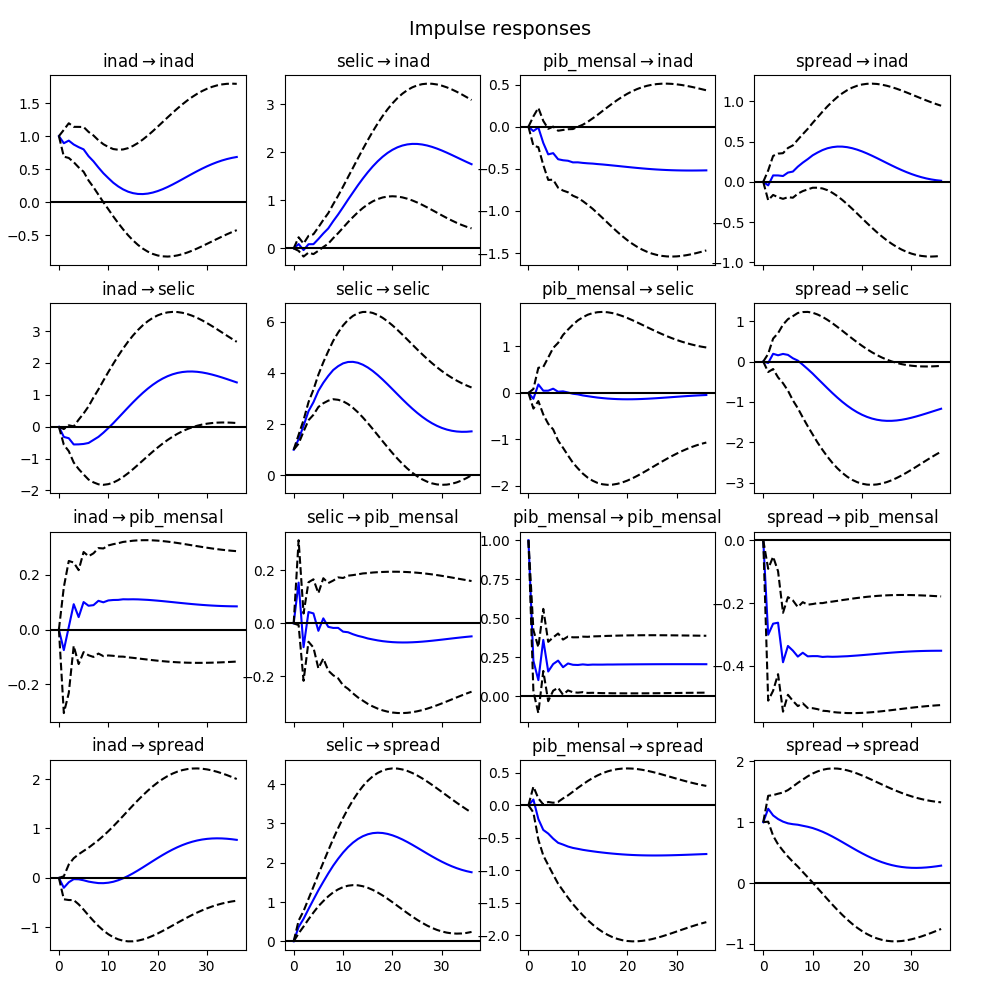 Impulse responses
inad→inad selic→inad pib_mensal→inad spread→inad
1.5 1.0 0.5 0.0 −0.5
3 2 1 0
0.5 0.0 −0.5 −1.0 −1.5
1.0 0.5 0.0 −0.5 −1.0
inad→selic selic→selic pib_mensal→selic spread→selic
3 2 1 0 −1 −2
6 4 2 0
1 0 −1 −2
1 0 −1 −2 −3
inad→pib_mensal selic→pib_mensal pib_mensal→pib_mensal spread→pib_mensal
0.2 0.0 −0.2
0.2 0.0 −0.2
1.00 0.75 0.50 0.25 0.00
0.0 −0.2 −0.4
inad→spread selic→spread pib_mensal→spread spread→spread
2 1 0 −1
4 3 2 1 0
0.5 0.0 −0.5 −1.0 −1.5 −2.0
2 1 0 −1
0 10 20 30 0 10 20 30 0 10 20 30 0 10 20 30